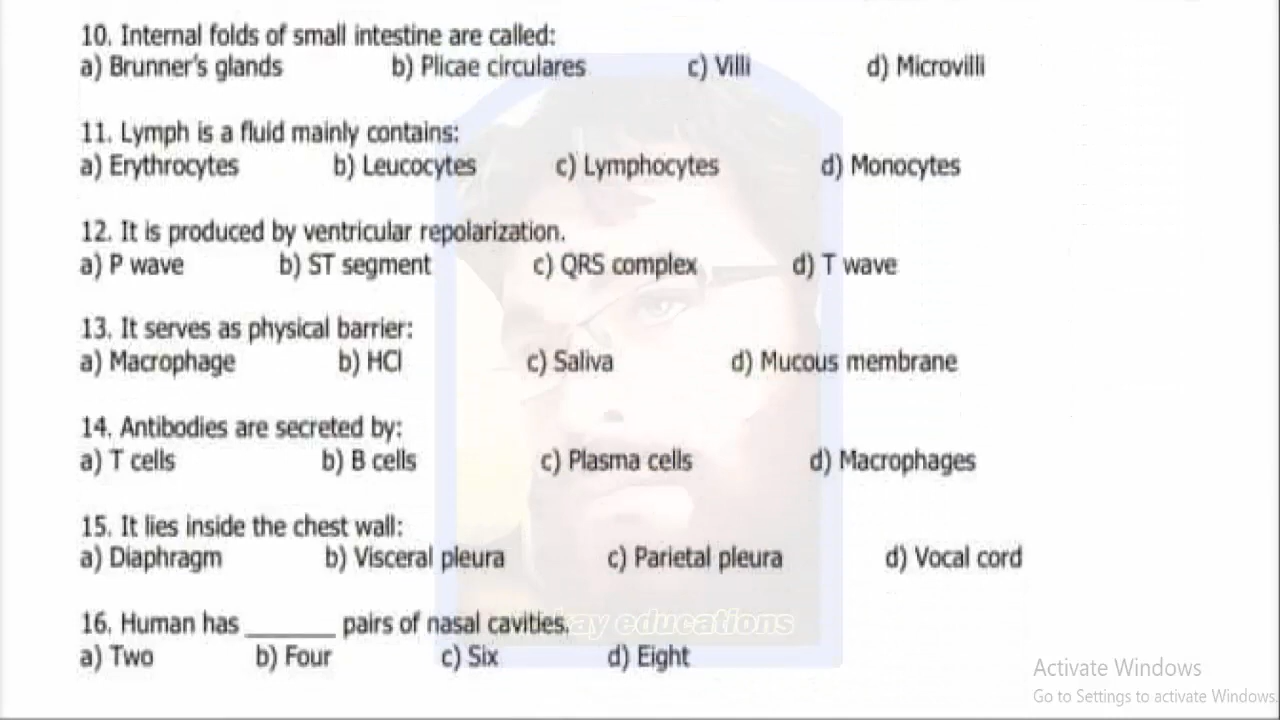 10. Internal folds of small intestine are called:
a) Brunner's glands b) Plicae circulares c) Villi d) Microvilli
11. Lymph is a fluid mainly contains:
a) Erythrocytes b) Leucocytes c) Lymphocytes d) Monocytes
12. It is produced by ventricular repolarization.
a) P wave b) ST segment c) QRS complex d) T wave
13. It serves as physical barrier:
a) Macrophage b) HCl c) Saliva d) Mucous membrane
14. Antibodies are secreted by:
a) T cells b) B cells c) Plasma cells d) Macrophages
15. It lies inside the chest wall:
a) Diaphragm b) Visceral pleura c) Parietal pleura d) Vocal cord
16. Human has ________ pairs of nasal cavities.
educations
a) Two b) Four c) Six d) Eight
Activate Windows
Go to Settings to activate Windows.